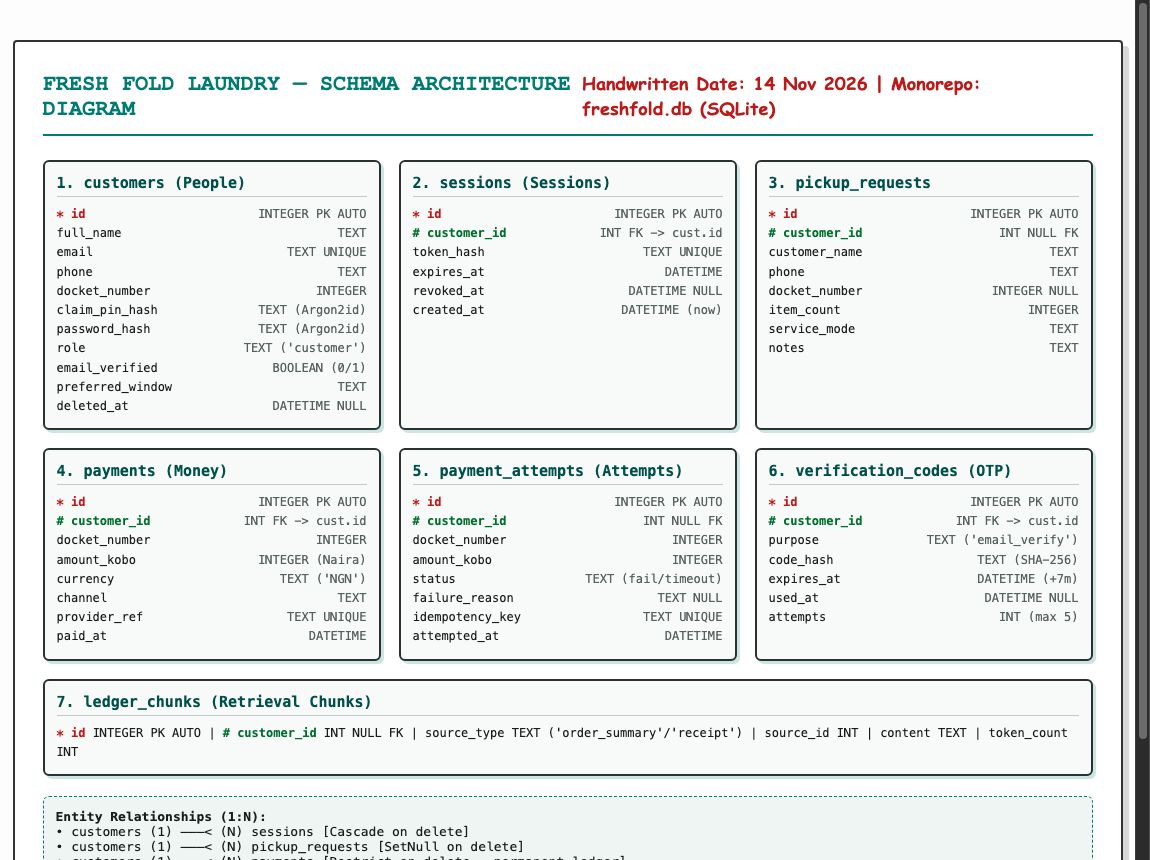 FRESH FOLD LAUNDRY — SCHEMA ARCHITECTURE DIAGRAM
Handwritten Date: 14 Nov 2026 | Monorepo: freshfold.db (SQLite)
1. customers (People)
* id INTEGER PK AUTO
full_name TEXT
email TEXT UNIQUE
phone TEXT
docket_number INTEGER
claim_pin_hash TEXT (Argon2id)
password_hash TEXT (Argon2id)
role TEXT ('customer')
email_verified BOOLEAN (0/1)
preferred_window TEXT
deleted_at DATETIME NULL
2. sessions (Sessions)
* id INTEGER PK AUTO
# customer_id INT FK -> cust.id
token_hash TEXT UNIQUE
expires_at DATETIME
revoked_at DATETIME NULL
created_at DATETIME (now)
3. pickup_requests
* id INTEGER PK AUTO
# customer_id INT NULL FK
customer_name TEXT
phone TEXT
docket_number INTEGER NULL
item_count INTEGER
service_mode TEXT
notes TEXT
4. payments (Money)
* id INTEGER PK AUTO
# customer_id INT FK -> cust.id
docket_number INTEGER
amount_kobo INTEGER (Naira)
currency TEXT ('NGN')
channel TEXT
provider_ref TEXT UNIQUE
paid_at DATETIME
5. payment_attempts (Attempts)
* id INTEGER PK AUTO
# customer_id INT NULL FK
docket_number INTEGER
amount_kobo INTEGER
status TEXT (fail/timeout)
failure_reason TEXT NULL
idempotency_key TEXT UNIQUE
attempted_at DATETIME
6. verification_codes (OTP)
* id INTEGER PK AUTO
# customer_id INT FK -> cust.id
purpose TEXT ('email_verify')
code_hash TEXT (SHA-256)
expires_at DATETIME (+7m)
used_at DATETIME NULL
attempts INT (max 5)
7. ledger_chunks (Retrieval Chunks)
* id INTEGER PK AUTO | # customer_id INT NULL FK | source_type TEXT ('order_summary'/'receipt') | source_id INT | content TEXT | token_count
INT
Entity Relationships (1:N):
• customers (1) ───< (N) sessions [Cascade on delete]
• customers (1) ───< (N) pickup_requests [SetNull on delete]